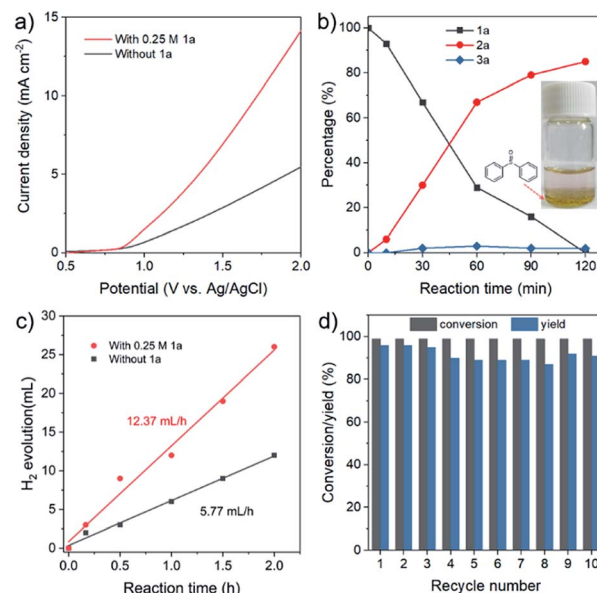 a)
15
10
5
0
Current density (mA cm⁻²)
With 0.25 M 1a
Without 1a
0.5 1.0 1.5 2.0
Potential (V vs. Ag/AgCl)
b)
100
80
60
40
20
0
Percentage (%)
1a
2a
3a
O
S
0 30 60 90 120
Reaction time (min)
c)
30
25
20
15
10
5
0
H₂ evolution(mL)
With 0.25 M 1a
Without 1a
12.37 mL/h
5.77 mL/h
0.0 0.5 1.0 1.5 2.0
Reaction time (h)
d)
100
80
60
40
20
0
Conversion/yield (%)
conversion yield
1 2 3 4 5 6 7 8 9 10
Recycle number